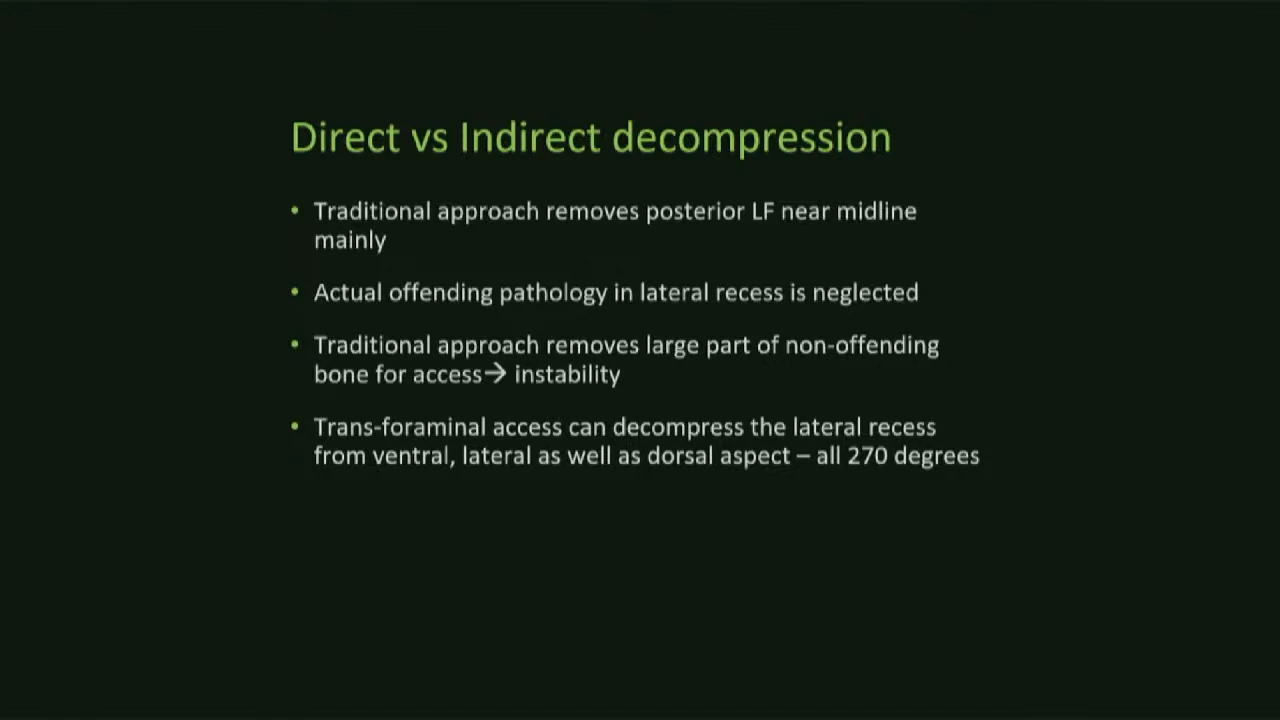 Direct vs Indirect decompression
• Traditional approach removes posterior LF near midline
mainly
• Actual offending pathology in lateral recess is neglected
• Traditional approach removes large part of non-offending
bone for access→ instability
• Trans-foraminal access can decompress the lateral recess
from ventral, lateral as well as dorsal aspect – all 270 degrees